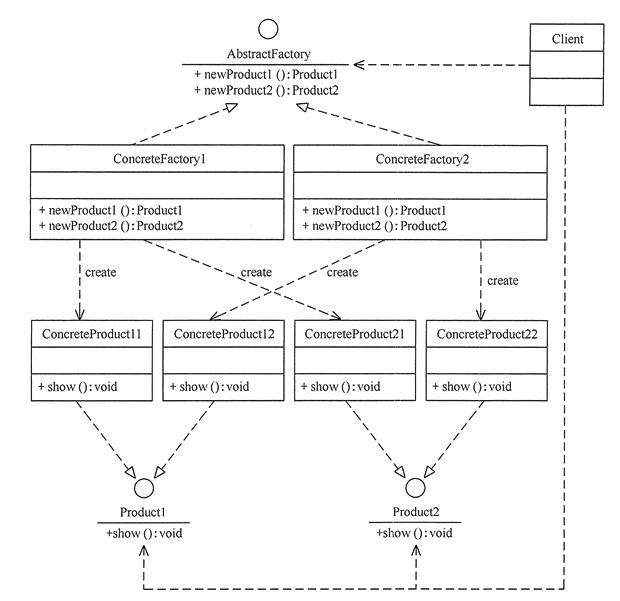 Client
AbstractFactory
+ newProduct1 ( ): Product1
+ newProduct2 ( ): Product2
ConcreteFactory1
ConcreteFactory2
+ newProduct1 ( ): Product1
+ newProduct2 ( ): Product2
+ newProduct1 ( ): Product1
+ newProduct2 ( ): Product2
create
create
create
create
ConcreteProduct11
ConcreteProduct12
ConcreteProduct21
ConcreteProduct22
+ show ( ): void
+ show ( ): void
+ show ( ): void
+ show ( ): void
Product1
Product2
+show ( ): void
+show ( ): void